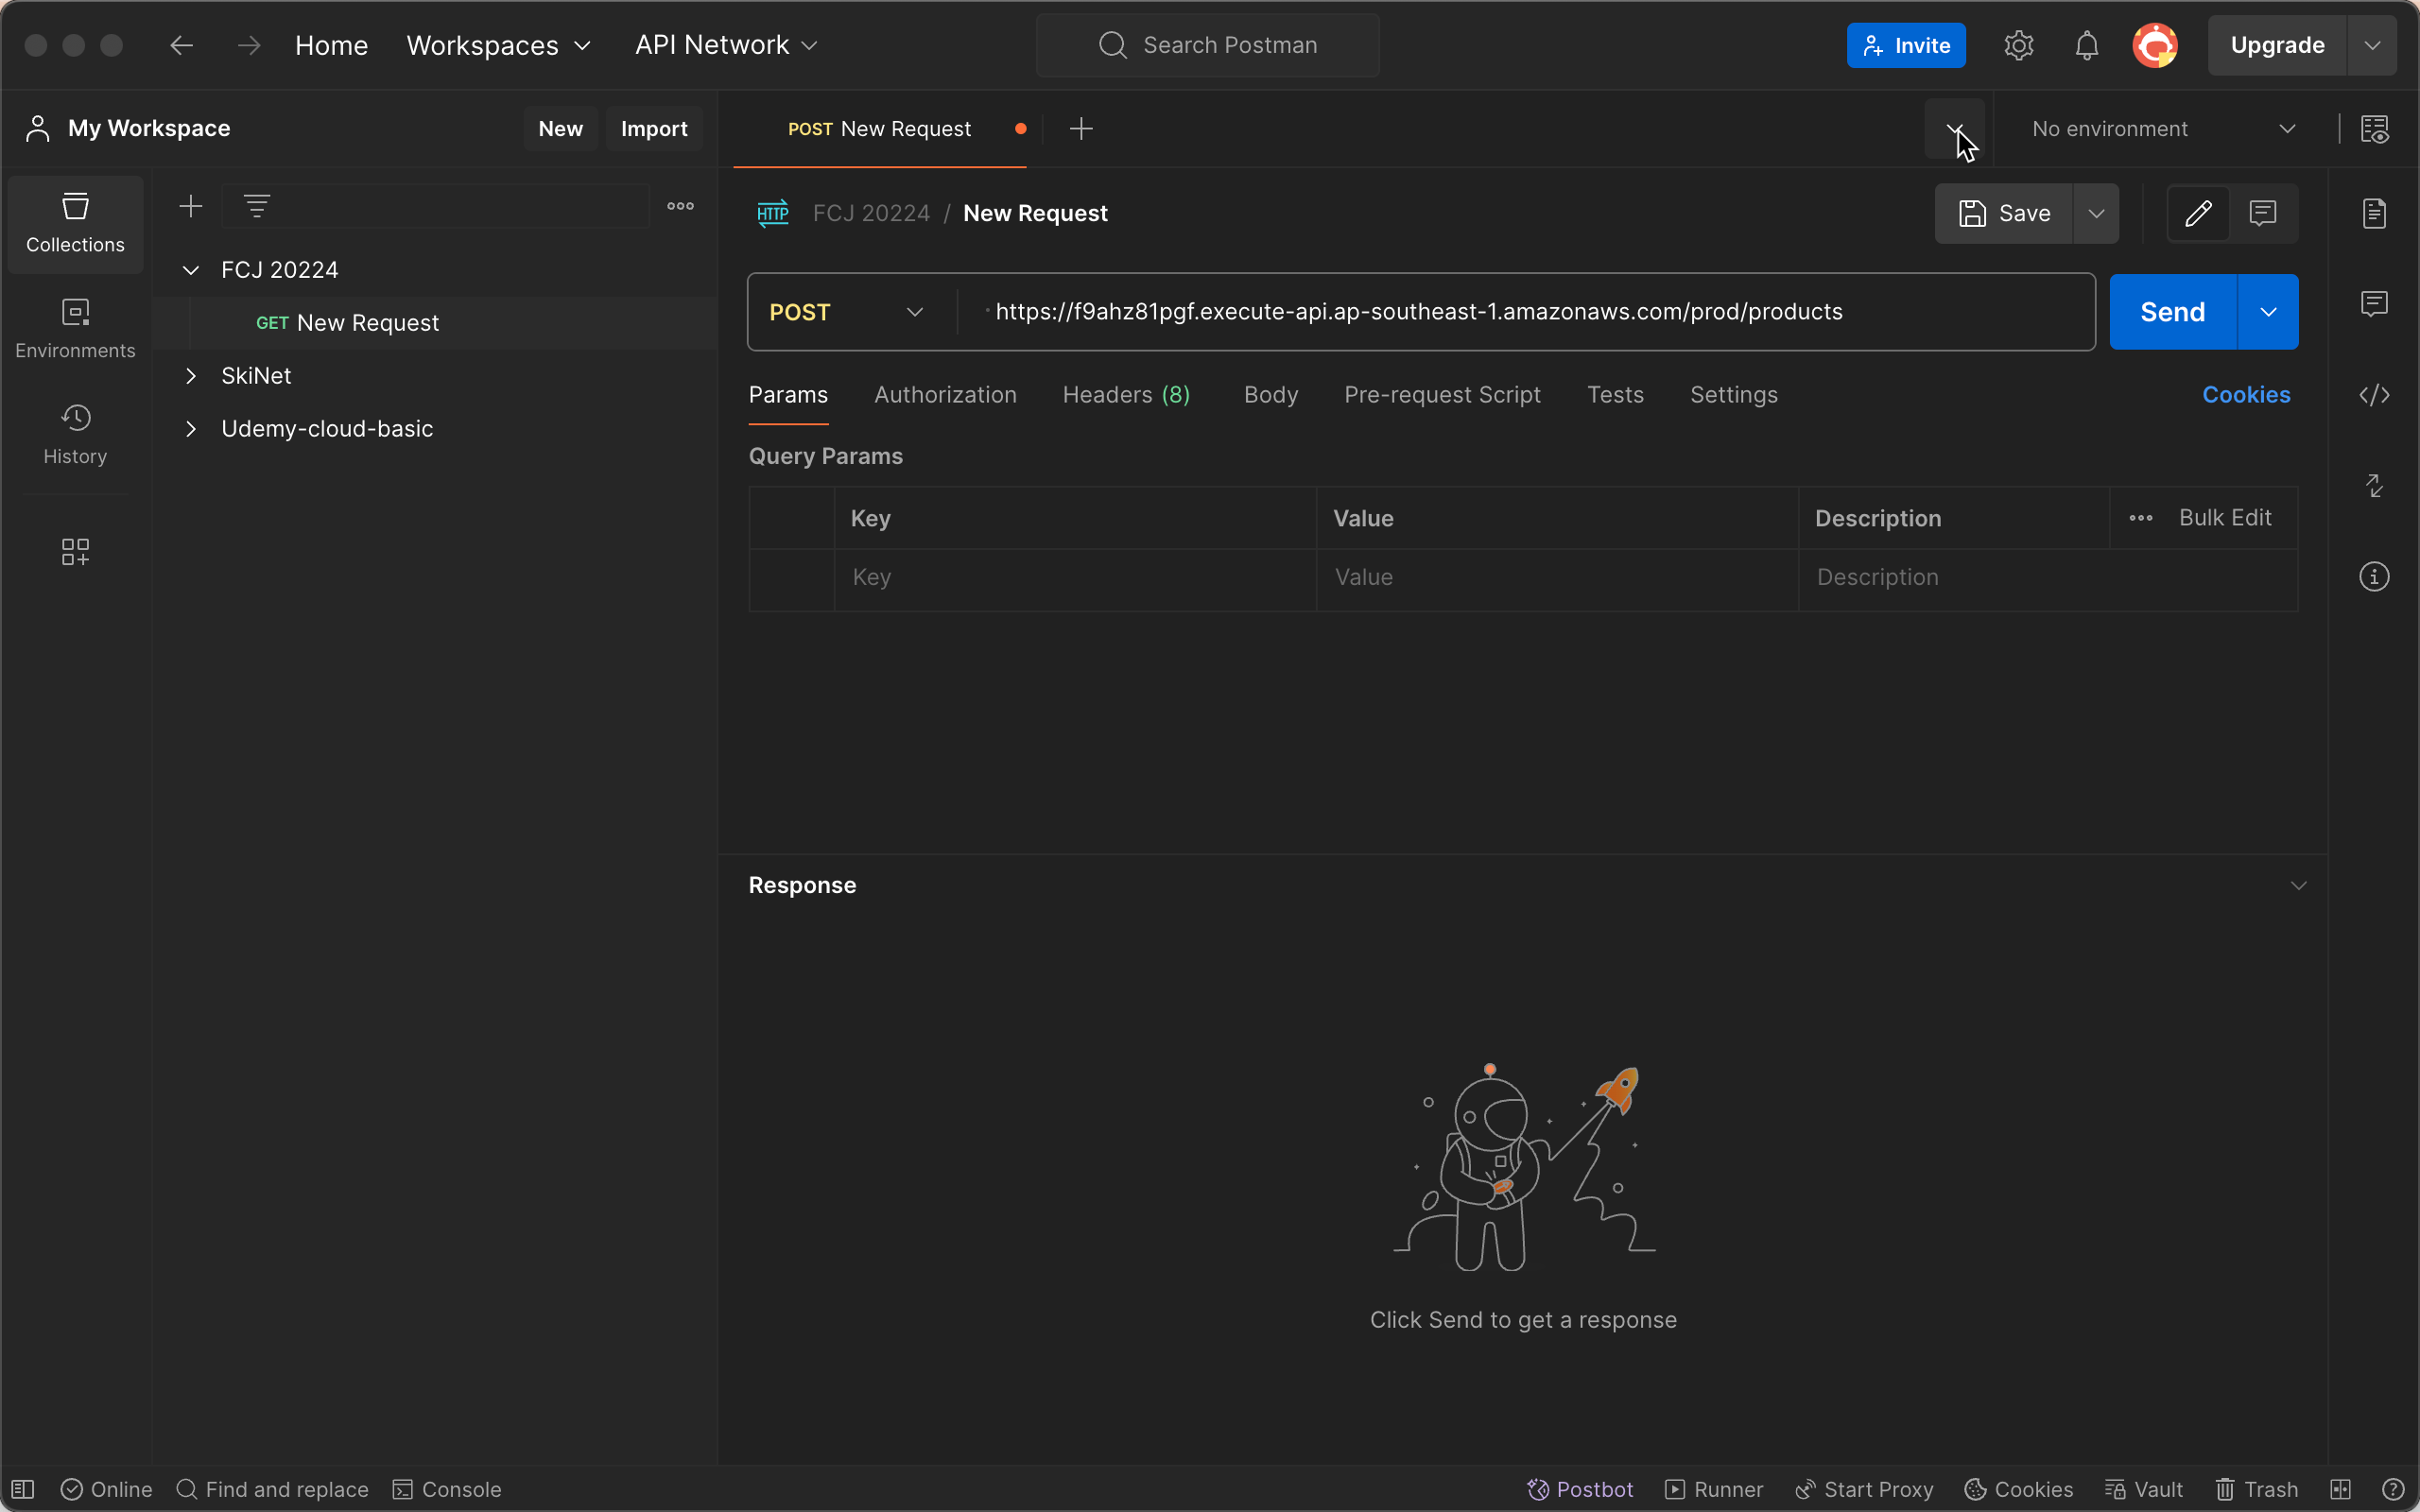 Home Workspaces API Network Search Postman Invite Upgrade
My Workspace New Import POST New Request No environment
Collections
Environments
History
FCJ 20224
GET New Request
SkiNet
Udemy-cloud-basic
HTTP FCJ 20224 / New Request Save
POST https://f9ahz81pgf.execute-api.ap-southeast-1.amazonaws.com/prod/products Send
Params Authorization Headers (8) Body Pre-request Script Tests Settings Cookies
Query Params
Key Value Description Bulk Edit
Key Value Description
Response
Click Send to get a response
Online Find and replace Console Postbot Runner Start Proxy Cookies Vault Trash